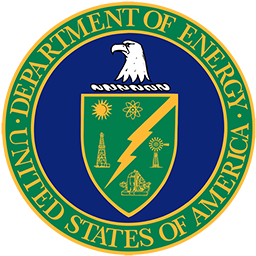 DEPARTMENT OF ENERGY
UNITED STATES OF AMERICA